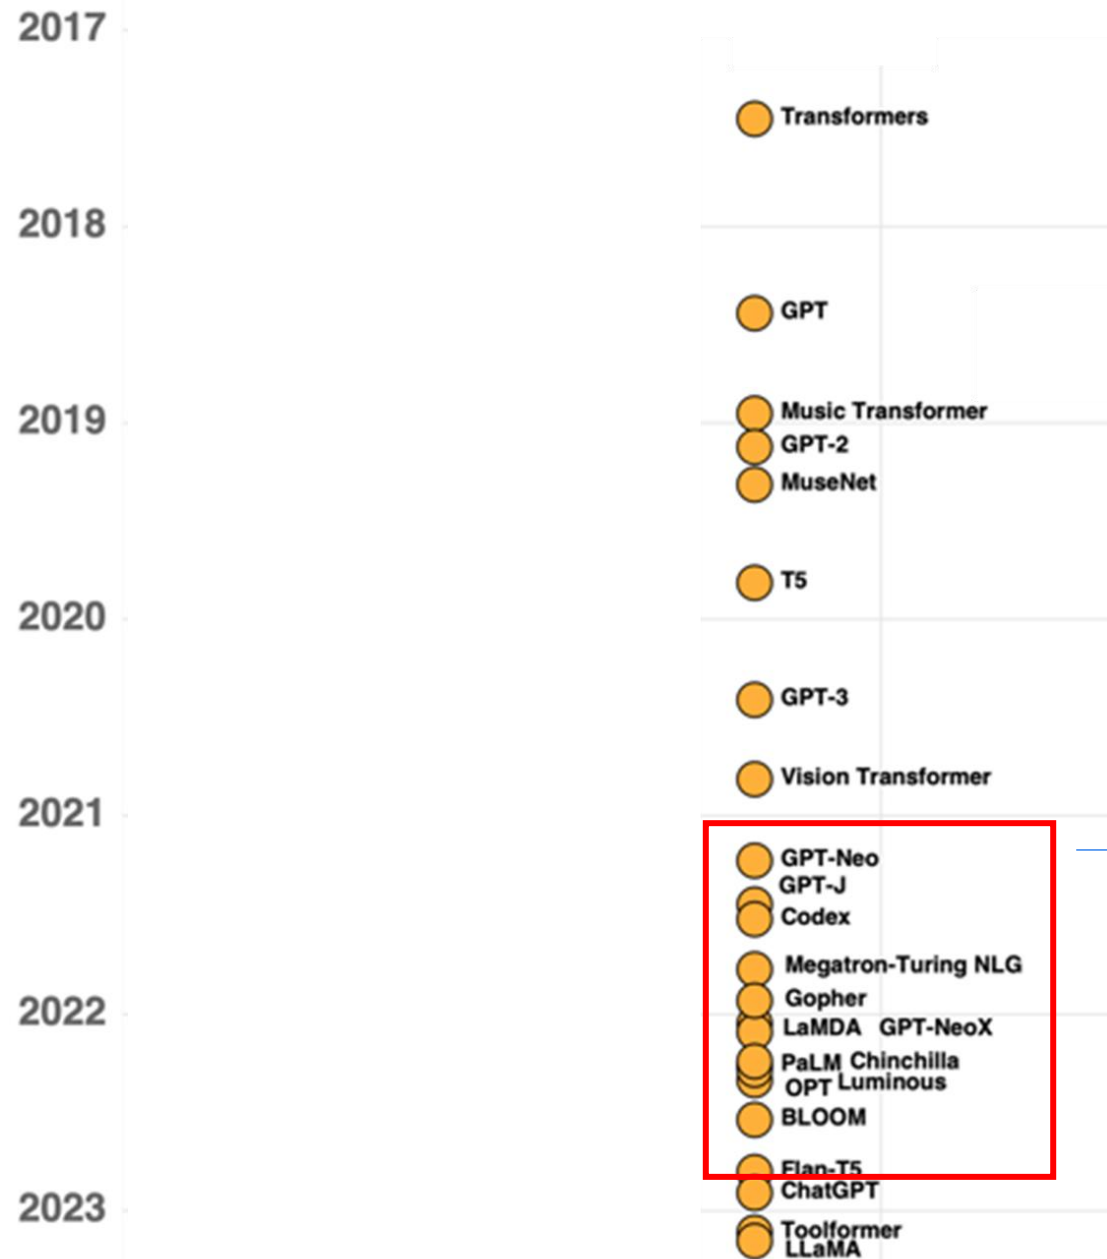 2017
Transformers
2018
GPT
Music Transformer
2019
GPT-2
MuseNet
T5
2020
GPT-3
Vision Transformer
2021
GPT-Neo
GPT-J
Codex
Megatron-Turing NLG
Gopher
2022
LaMDA GPT-NeoX
PaLM Chinchilla
OPT Luminous
BLOOM
Flan-T5
ChatGPT
2023
Toolformer
LLaMA